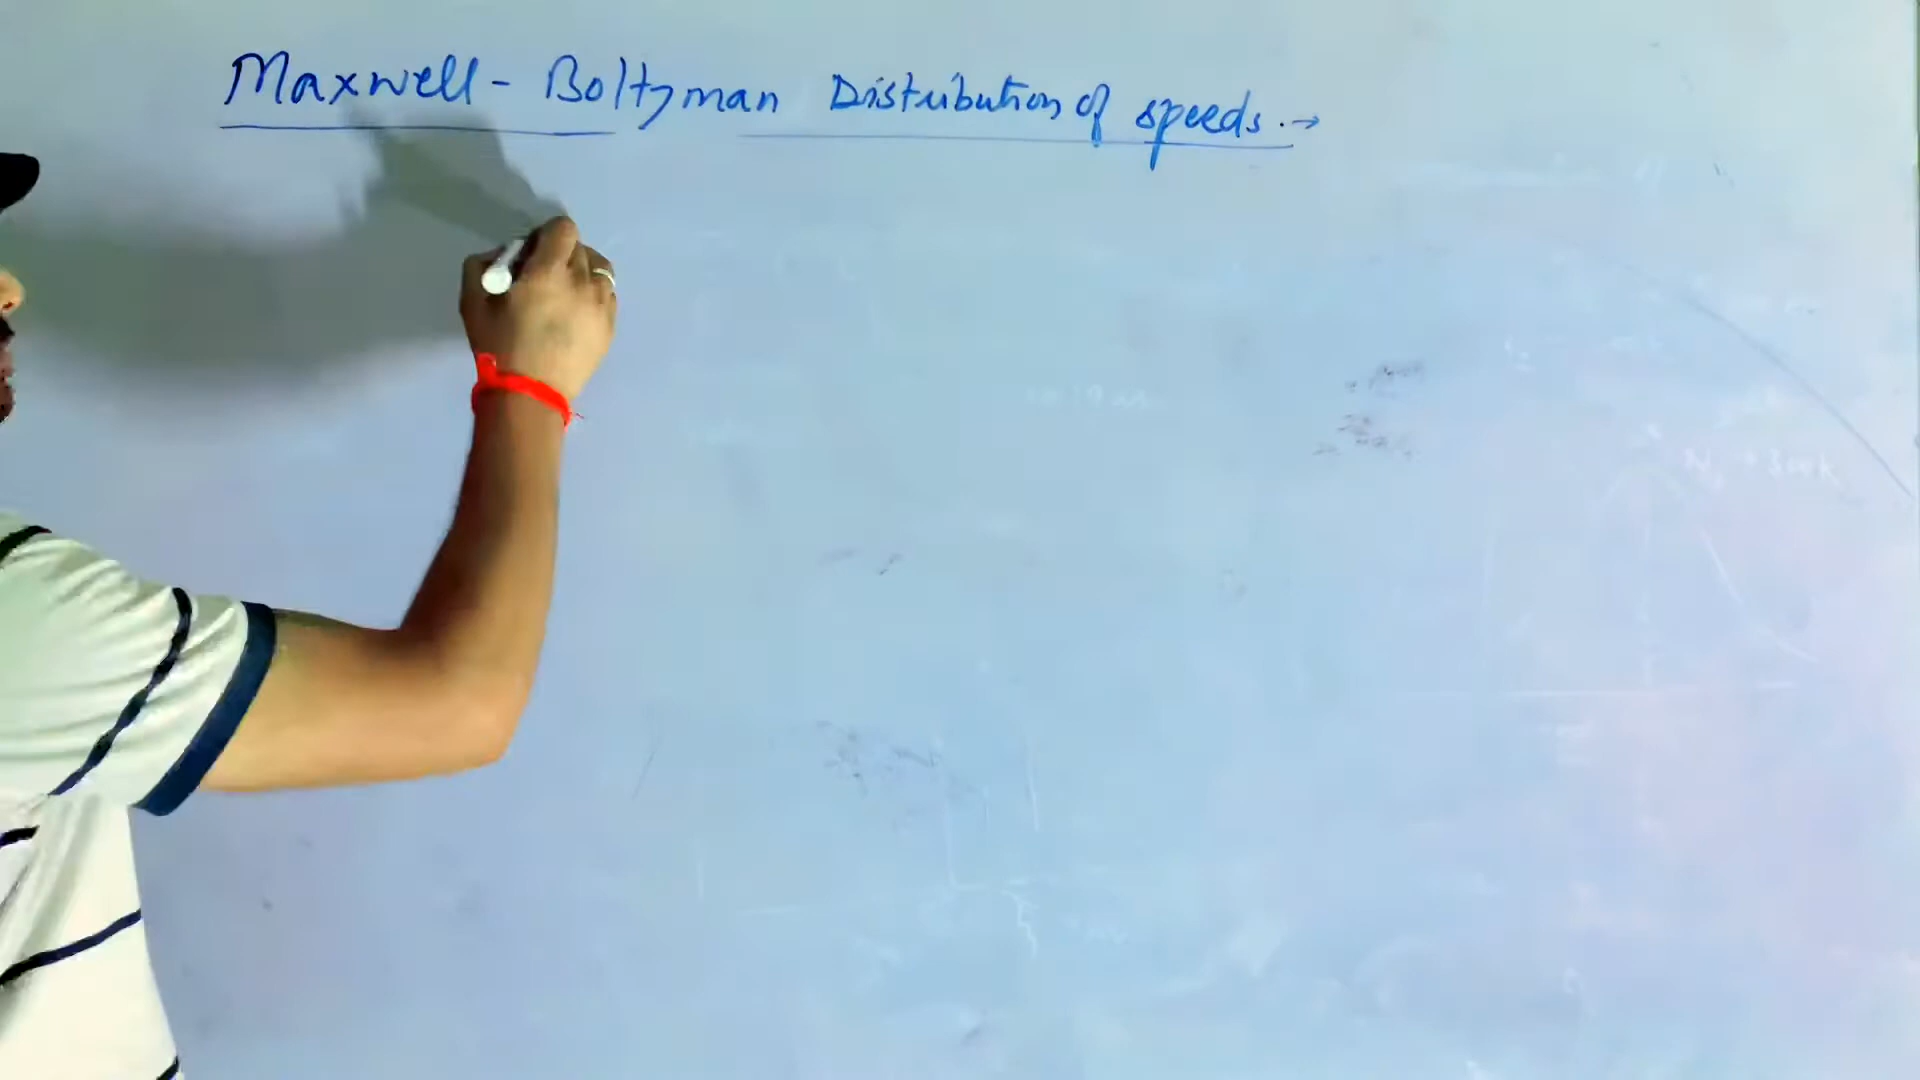 Maxwell - Boltzman Distribution of speeds. →